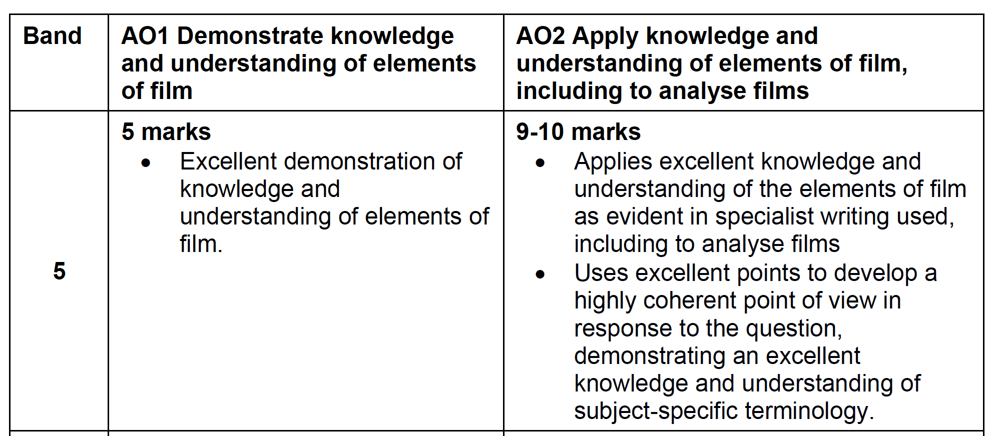 Band
AO1 Demonstrate knowledge
and understanding of elements
of film
AO2 Apply knowledge and
understanding of elements of film,
including to analyse films
5
5 marks
• Excellent demonstration of
knowledge and
understanding of elements of
film.
9-10 marks
• Applies excellent knowledge and
understanding of the elements of film
as evident in specialist writing used,
including to analyse films
• Uses excellent points to develop a
highly coherent point of view in
response to the question,
demonstrating an excellent
knowledge and understanding of
subject-specific terminology.